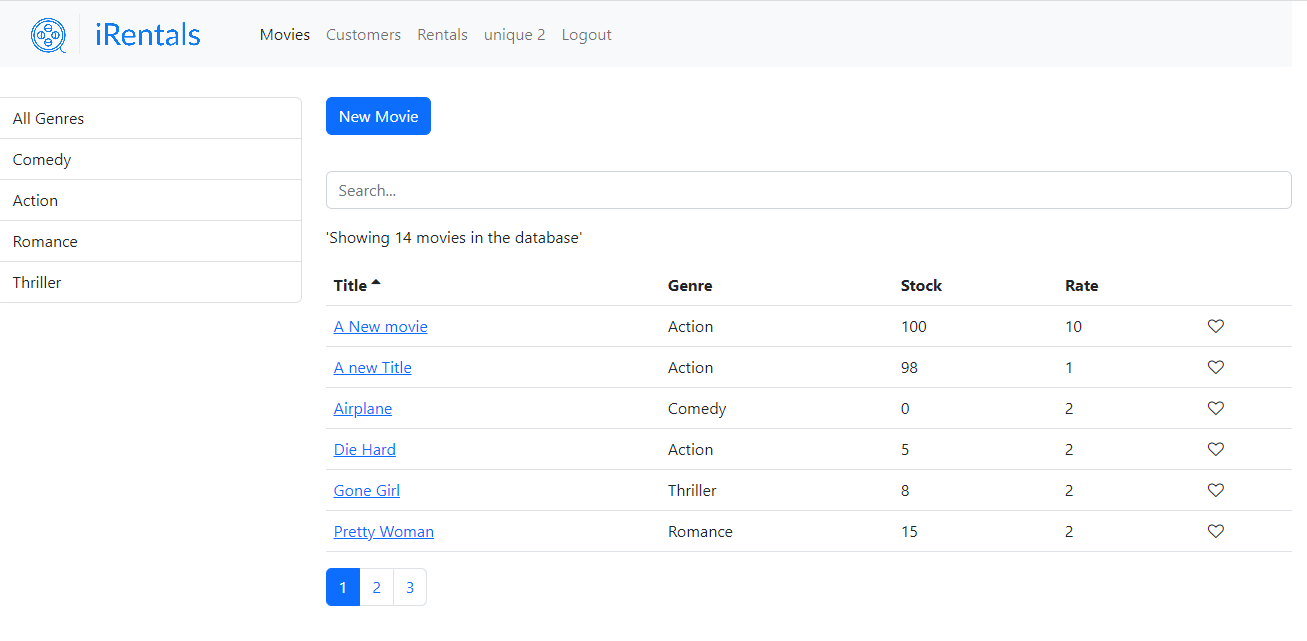 iRentals Movies Customers Rentals unique 2 Logout
All Genres
Comedy
Action
Romance
Thriller
New Movie
Search...
'Showing 14 movies in the database'
Title Genre Stock Rate
A New movie Action 100 10
A new Title Action 98 1
Airplane Comedy 0 2
Die Hard Action 5 2
Gone Girl Thriller 8 2
Pretty Woman Romance 15 2
1 2 3